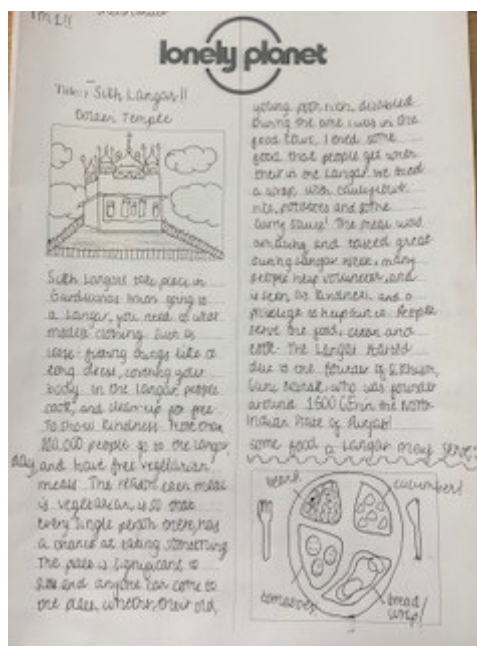 lonely planet
Sikh Langar!!
Golden Temple
Sikh Langars take place in
Gurdwaras. When going to
a Langar, you need to wear
modest clothing such as
loose-flowing things like a
long dress, covering your
body. In the Langar people
cook, and clean-up for free
to show kindness. More than
100,000 people go to the Langar
and have free vegetarian
meals. The reason each meal
is vegetarian, is so that
every single person there, has
a chance at eating something
The place is significant to
and anyone can come to
the place, whether, their old,
young poor, rich, disabled
During the time I was in the
food tour, I tried some
food that people get when
their in the Langar. We tried
a wrap with cauliflower
rice, potatoes and some
curry sauce! The meal was
amazing and tasted great
during Langar week, many
people help volunteer, and
is seen as kindness and a
privilege to help out in. People
serve the food, clean and
cook. The Langar started
due to the founder of Sikhism,
Guru Nanak, who was founder
around 1500 CE in the North
Indian State of Punjab!
some food a Langar may serve:
beans
cucumber!
tomatoes
bread/
wrap!